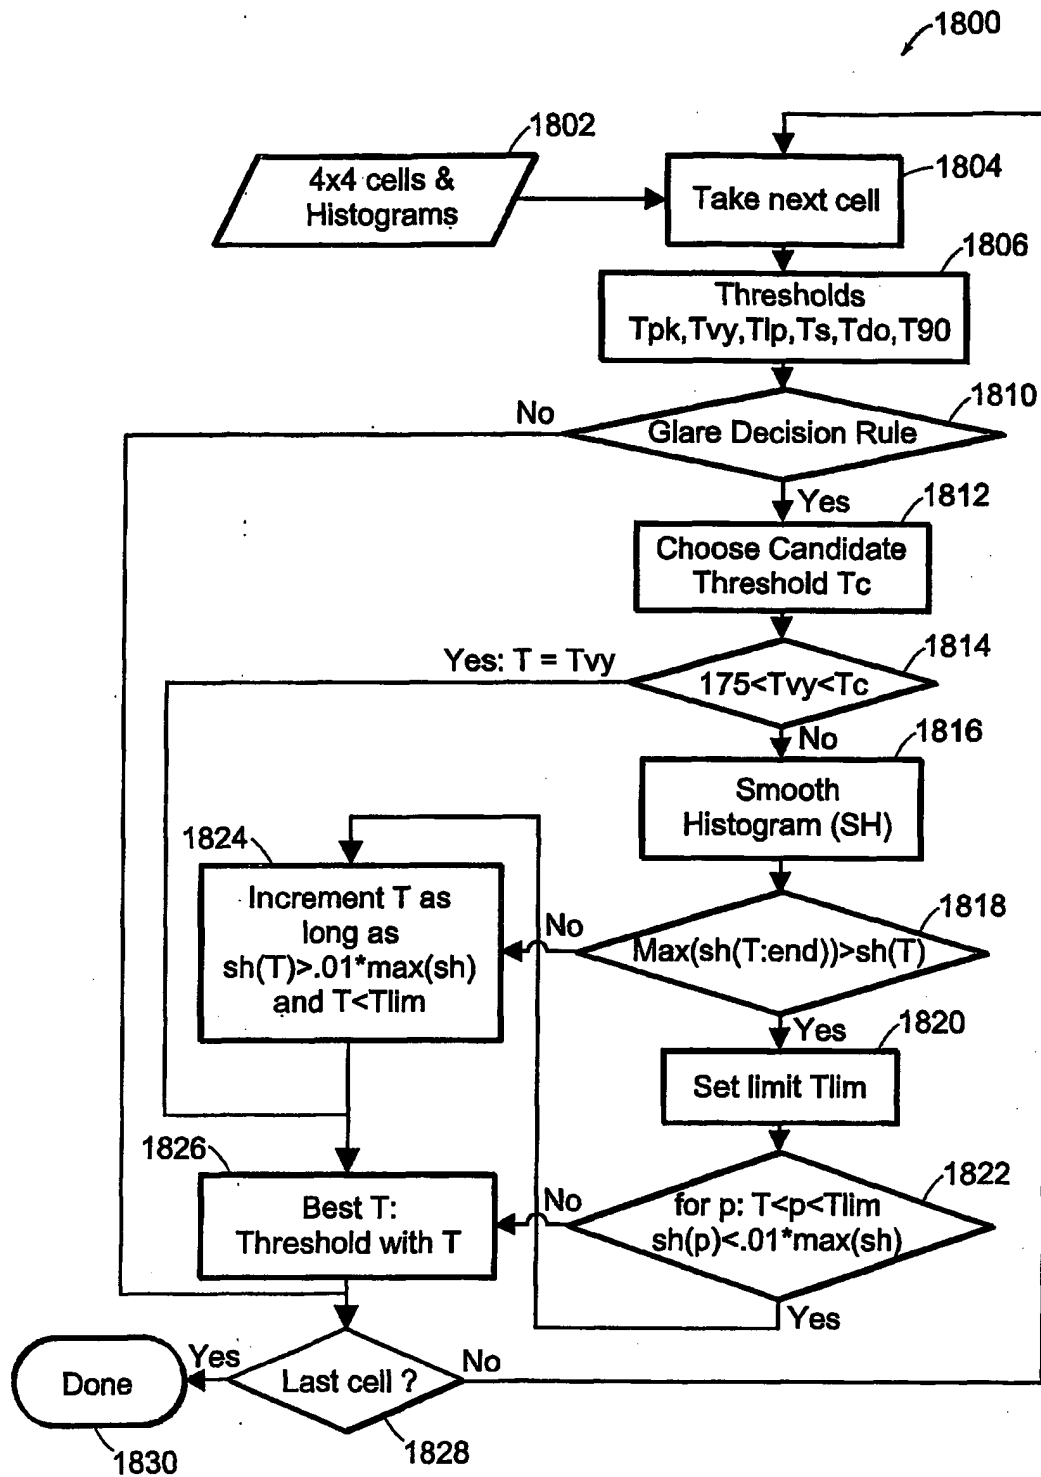 1800
1802
4x4 cells &
Histograms
1804
Take next cell
1806
Thresholds
Tpk,Tvy,Tlp,Ts,Tdo,T90
1810
No
Glare Decision Rule
Yes
1812
Choose Candidate
Threshold Tc
1814
Yes: T = Tvy
175<Tvy<Tc
No
1816
Smooth
Histogram (SH)
1824
Increment T as
long as
sh(T)>.01*max(sh)
and T<Tlim
1818
No
Max(sh(T:end))>sh(T)
Yes
1820
Set limit Tlim
1822
No
for p: T<p<Tlim
sh(p)<.01*max(sh)
Yes
1826
Best T:
Threshold with T
Yes
Last cell ?
No
1828
Done
1830